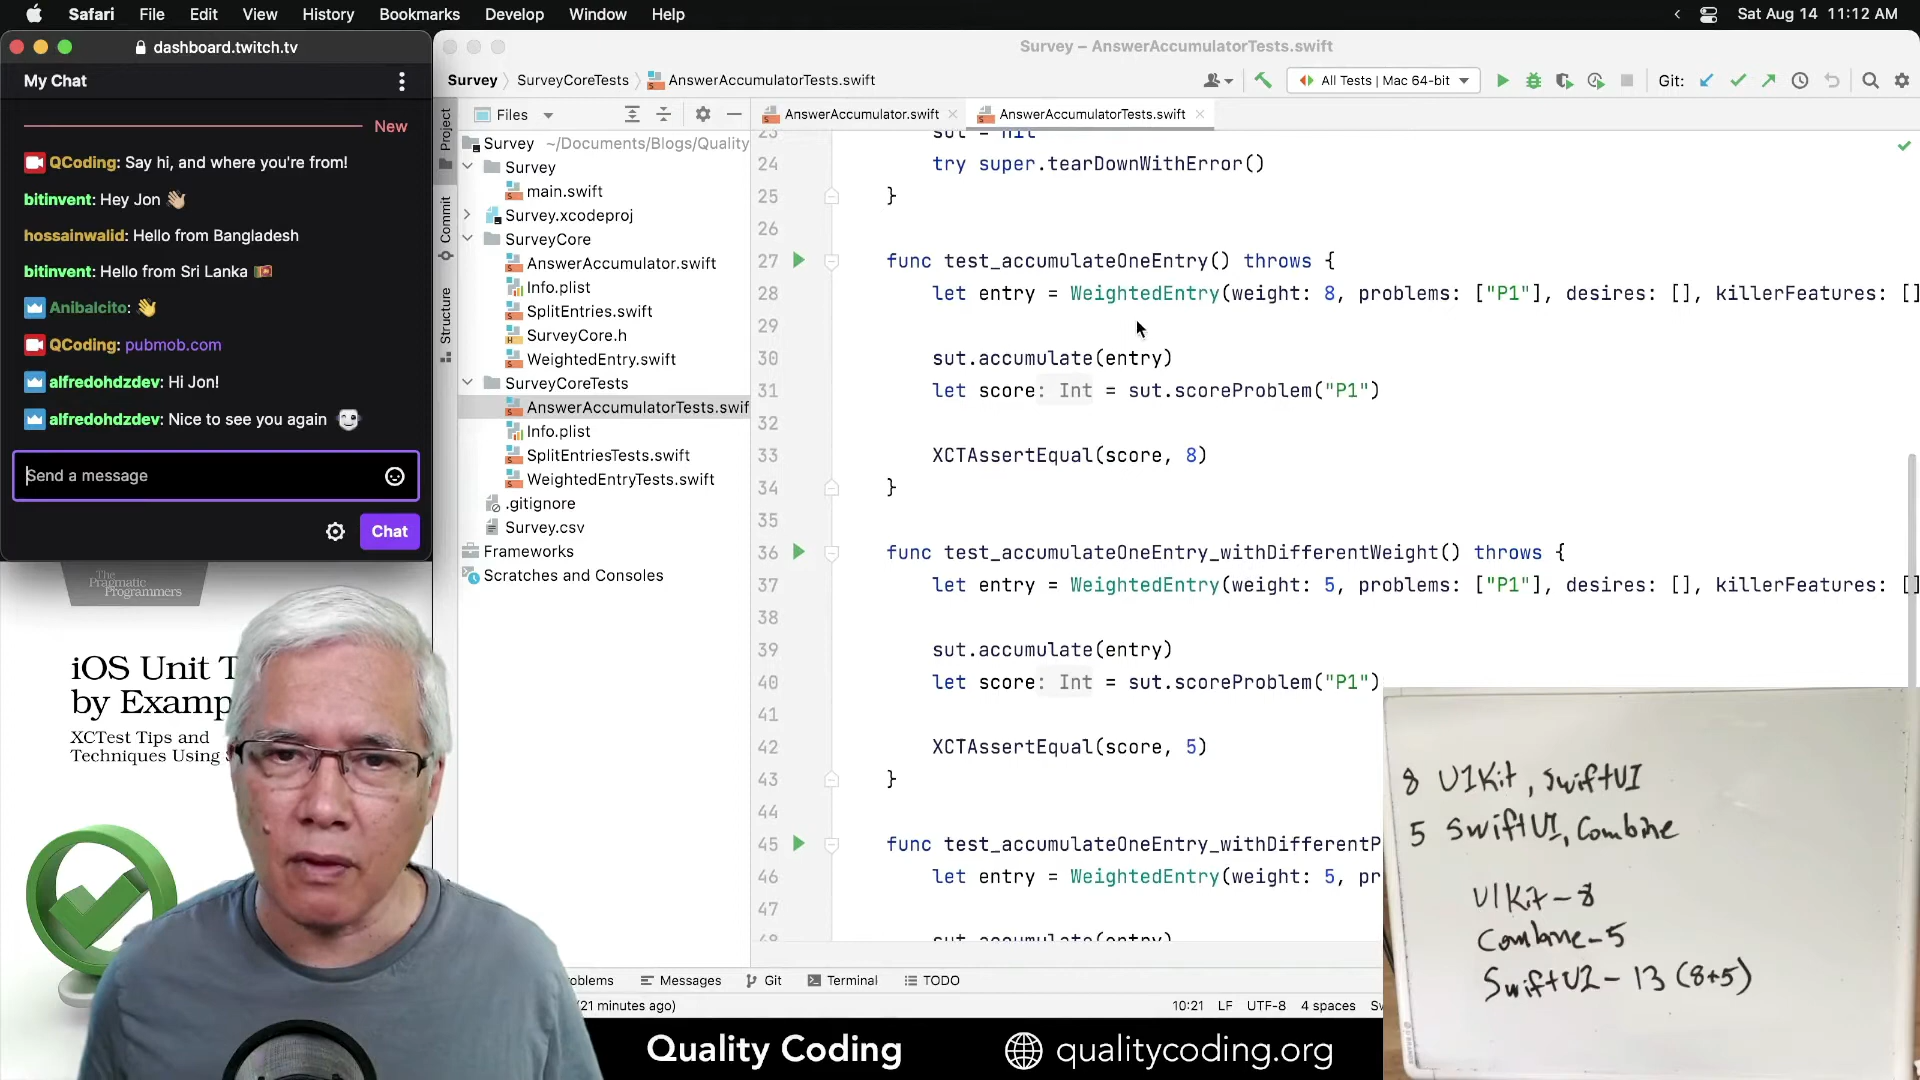 Safari File Edit View History Bookmarks Develop Window Help
Sat Aug 14 11:12 AM
dashboard.twitch.tv
My Chat
New
QCoding: Say hi, and where you're from!
bitinvent: Hey Jon 👋🏼
hossainwalid: Hello from Bangladesh
bitinvent: Hello from Sri Lanka 🇱🇰
Anibalcito: 👋
QCoding: pubmob.com
alfredohdzdev: Hi Jon!
alfredohdzdev: Nice to see you again
Send a message
Chat
The Pragmatic Programmers
iOS Unit T
by Examp
XCTest Tips and
Techniques Using
Survey – AnswerAccumulatorTests.swift
Survey SurveyCoreTests AnswerAccumulatorTests.swift
All Tests | Mac 64-bit
Git:
Project
Commit
Structure
Files
Survey ~/Documents/Blogs/Quality
Survey
main.swift
Survey.xcodeproj
SurveyCore
AnswerAccumulator.swift
Info.plist
SplitEntries.swift
SurveyCore.h
WeightedEntry.swift
SurveyCoreTests
AnswerAccumulatorTests.swif
Info.plist
SplitEntriesTests.swift
WeightedEntryTests.swift
.gitignore
Survey.csv
Frameworks
Scratches and Consoles
AnswerAccumulator.swift AnswerAccumulatorTests.swift
23 sut = nil
24 try super.tearDownWithError()
25 }
26
27 func test_accumulateOneEntry() throws {
28 let entry = WeightedEntry(weight: 8, problems: ["P1"], desires: [], killerFeatures: []
29
30 sut.accumulate(entry)
31 let score: Int = sut.scoreProblem("P1")
32
33 XCTAssertEqual(score, 8)
34 }
35
36 func test_accumulateOneEntry_withDifferentWeight() throws {
37 let entry = WeightedEntry(weight: 5, problems: ["P1"], desires: [], killerFeatures: []
38
39 sut.accumulate(entry)
40 let score: Int = sut.scoreProblem("P1")
41
42 XCTAssertEqual(score, 5)
43 }
44
45 func test_accumulateOneEntry_withDifferentP
46 let entry = WeightedEntry(weight: 5, pr
47
48 sut.accumulate(entry)
oblems Messages Git Terminal TODO
(21 minutes ago)
10:21 LF UTF-8 4 spaces
Quality Coding qualitycoding.org
8 UIKit, SwiftUI
5 SwiftUI, Combine
UIKit - 8
Combine - 5
SwiftUI - 13 (8+5)